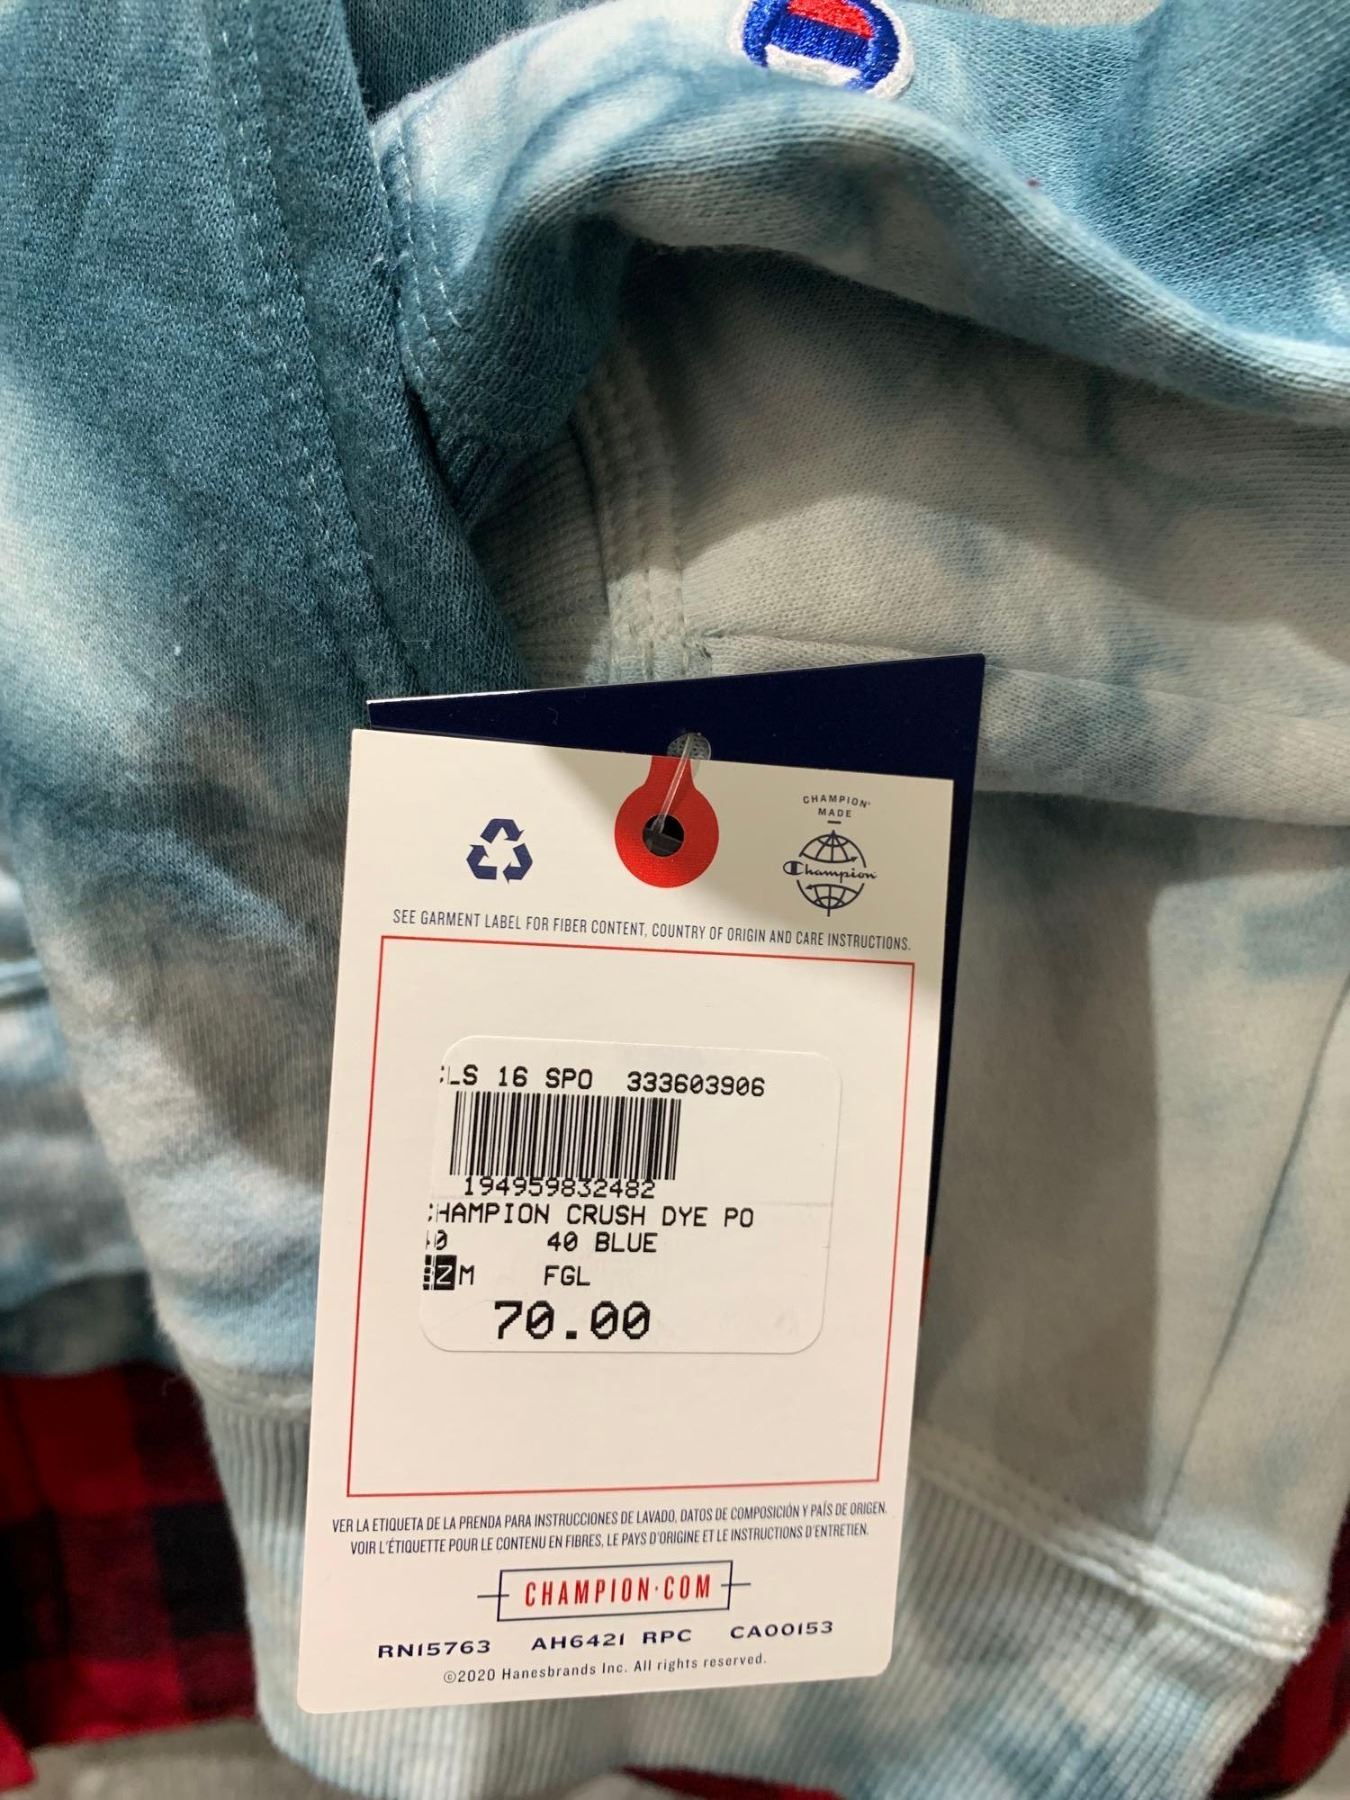 CHAMPION
MADE
Champion
SEE GARMENT LABEL FOR FIBER CONTENT, COUNTRY OF ORIGIN AND CARE INSTRUCTIONS.
LS 16 SPO 333603906
194959832482
CHAMPION CRUSH DYE PO
40 40 BLUE
SZ M FGL
70.00
VER LA ETIQUETA DE LA PRENDA PARA INSTRUCCIONES DE LAVADO, DATOS DE COMPOSICIÓN Y PAÍS DE ORIGEN.
VOIR L'ÉTIQUETTE POUR LE CONTENU EN FIBRES, LE PAYS D'ORIGINE ET LE INSTRUCTIONS D'ENTRETIEN.
CHAMPION·COM
RN15763 AH6421 RPC CA00153
©2020 Hanesbrands Inc. All rights reserved.